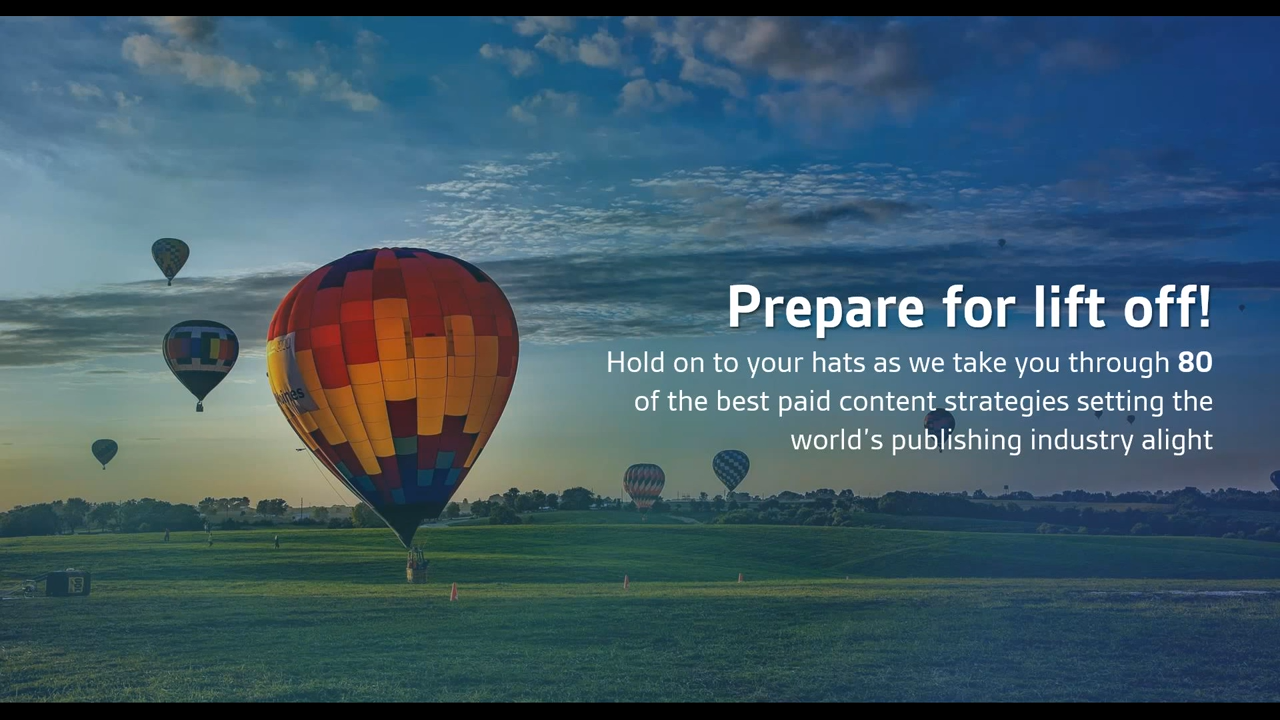 Prepare for lift off!
Hold on to your hats as we take you through 80
of the best paid content strategies setting the
world's publishing industry alight